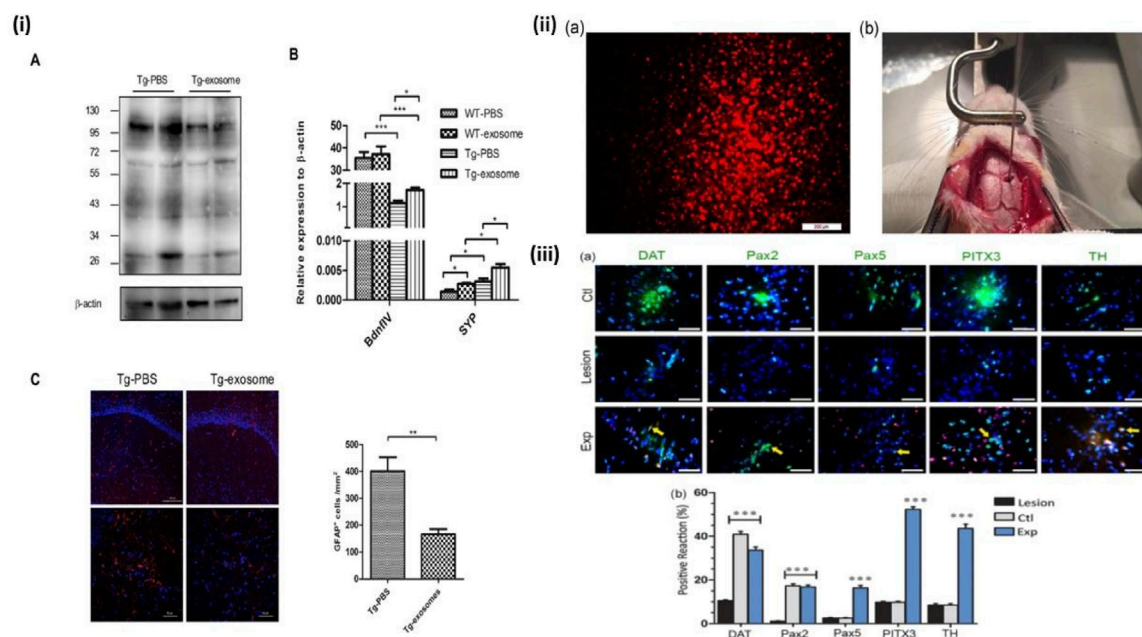 (i)
A
Tg-PBS Tg-exosome
130
95
72
55
43
34
26
β-actin
B
WT-PBS
WT-exosome
Tg-PBS
Tg-exosome
Relative expression to β-actin
50
40
30
2
1
0.010
0.005
0.000
*
***
***
*
*
*
*
BdnfIV SYP
C
Tg-PBS Tg-exosome
GFAP+ cells /mm²
500
400
300
200
100
0
**
Tg-PBS Tg-exosomes
(ii)
(a) (b)
(iii)
(a) DAT Pax2 Pax5 PITX3 TH
Ctl
Lesion
Exp
(b)
Positive Reaction (%)
60
40
20
0
*** *** *** *** ***
Lesion
Ctl
Exp
DAT Pax2 Pax5 PITX3 TH